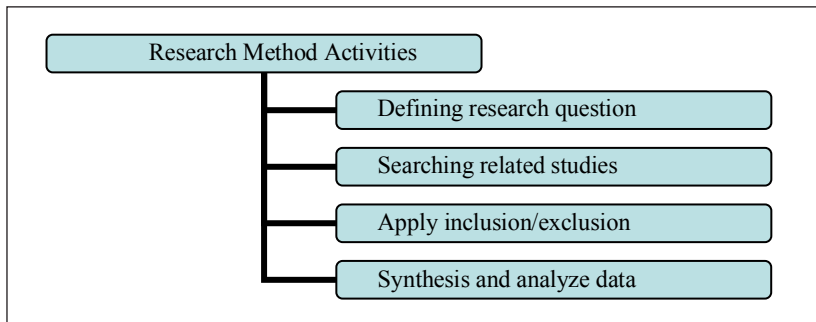 Research Method Activities
Defining research question
Searching related studies
Apply inclusion/exclusion
Synthesis and analyze data